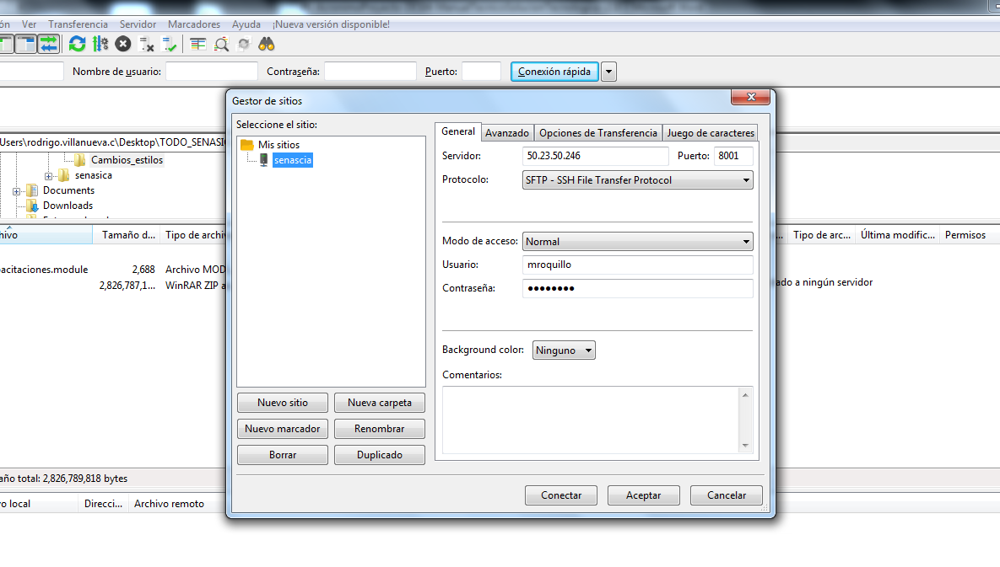 ón Ver Transferencia Servidor Marcadores Ayuda ¡Nueva versión disponible!
Nombre de usuario: Contraseña: Puerto: Conexión rápida
Gestor de sitios
Seleccione el sitio:
Mis sitios
senascia
Nuevo sitio Nueva carpeta
Nuevo marcador Renombrar
Borrar Duplicado
General Avanzado Opciones de Transferencia Juego de caracteres
Servidor: 50.23.50.246 Puerto: 8001
Protocolo: SFTP - SSH File Transfer Protocol
Modo de acceso: Normal
Usuario: mroquillo
Contraseña: ●●●●●●●●
Background color: Ninguno
Comentarios:
Conectar Aceptar Cancelar
Users\rodrigo.villanueva.c\Desktop\TODO_SENASI
Cambios_estilos
senasica
Documents
Downloads
hivo Tamaño d... Tipo de archi
pacitaciones.module 2,688 Archivo MOD
2,826,787,1... WinRAR ZIP a
... Tipo de arc... Última modific... Permisos
ado a ningún servidor
año total: 2,826,789,818 bytes
o local Direcci... Archivo remoto